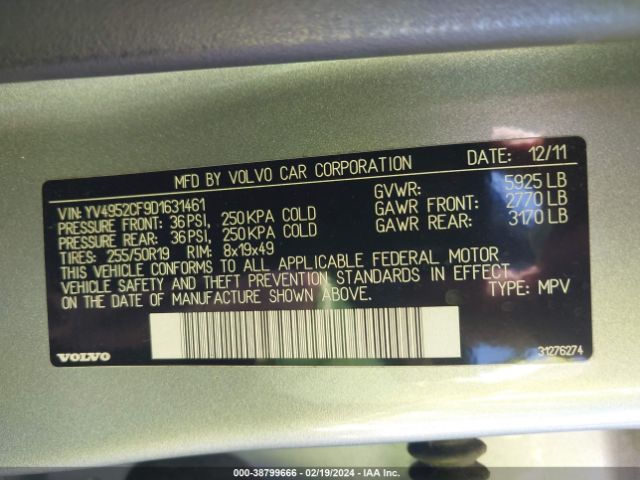 MFD BY VOLVO CAR CORPORATION DATE: 12/11
VIN: YV4952CF9D1631461 GVWR: 5925 LB
PRESSURE FRONT: 36 PSI, 250 KPA COLD GAWR FRONT: 2770 LB
PRESSURE REAR: 36 PSI, 250 KPA COLD GAWR REAR: 3170 LB
TIRES: 255/50R19 RIM: 8x19x49
THIS VEHICLE CONFORMS TO ALL APPLICABLE FEDERAL MOTOR
VEHICLE SAFETY AND THEFT PREVENTION STANDARDS IN EFFECT
ON THE DATE OF MANUFACTURE SHOWN ABOVE. TYPE: MPV
VOLVO 31276274
000-38799666 - 02/19/2024 - IAA Inc.